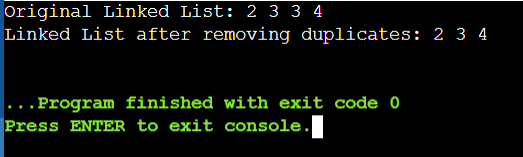 Original Linked List: 2 3 3 4
Linked List after removing duplicates: 2 3 4
...Program finished with exit code 0
Press ENTER to exit console.